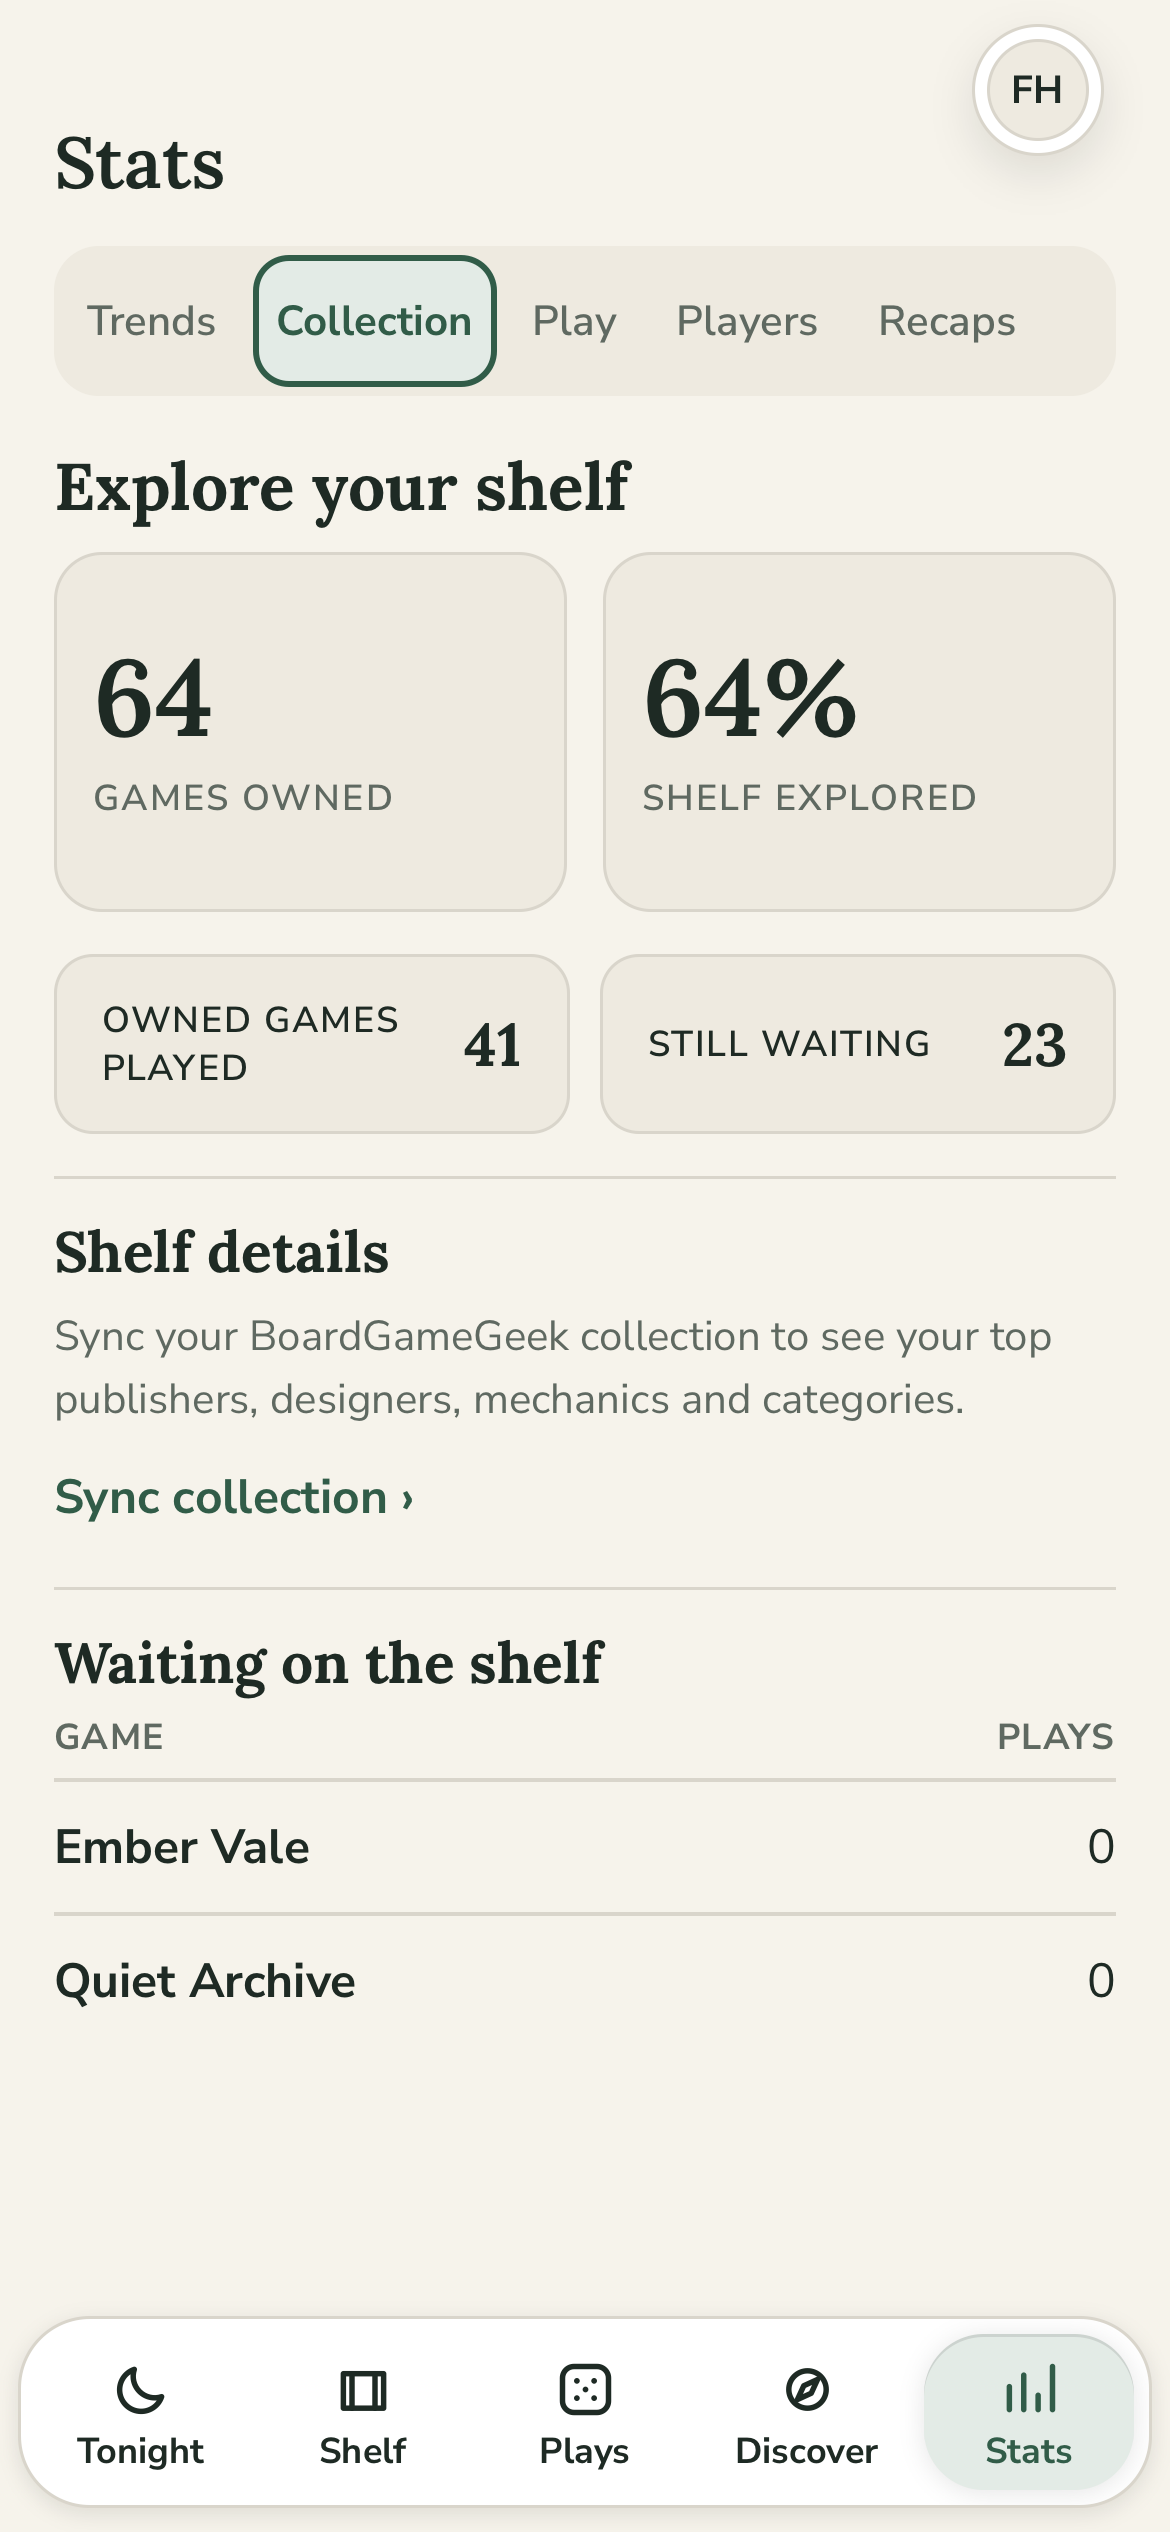 FH
Stats
Trends Collection Play Players Recaps
Explore your shelf
64
GAMES OWNED
64%
SHELF EXPLORED
OWNED GAMES
PLAYED
41
STILL WAITING
23
Shelf details
Sync your BoardGameGeek collection to see your top
publishers, designers, mechanics and categories.
Sync collection ›
Waiting on the shelf
GAME PLAYS
Ember Vale 0
Quiet Archive 0
Tonight Shelf Plays Discover Stats